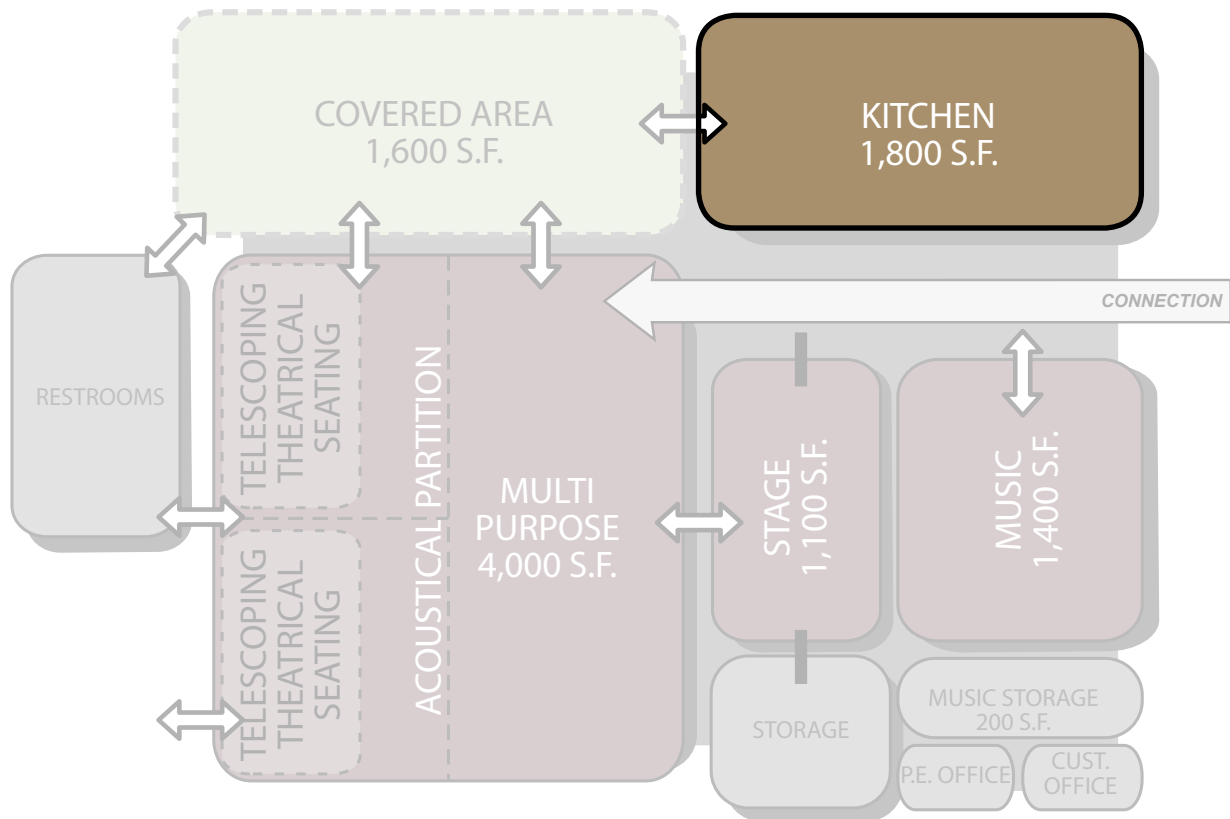 COVERED AREA
1,600 S.F.
KITCHEN
1,800 S.F.
CONNECTION
RESTROOMS
TELESCOPING
THEATRICAL
SEATING
TELESCOPING
THEATRICAL
SEATING
ACOUSTICAL PARTITION
MULTI
PURPOSE
4,000 S.F.
STAGE
1,100 S.F.
MUSIC
1,400 S.F.
STORAGE
MUSIC STORAGE
200 S.F.
P.E. OFFICE
CUST.
OFFICE